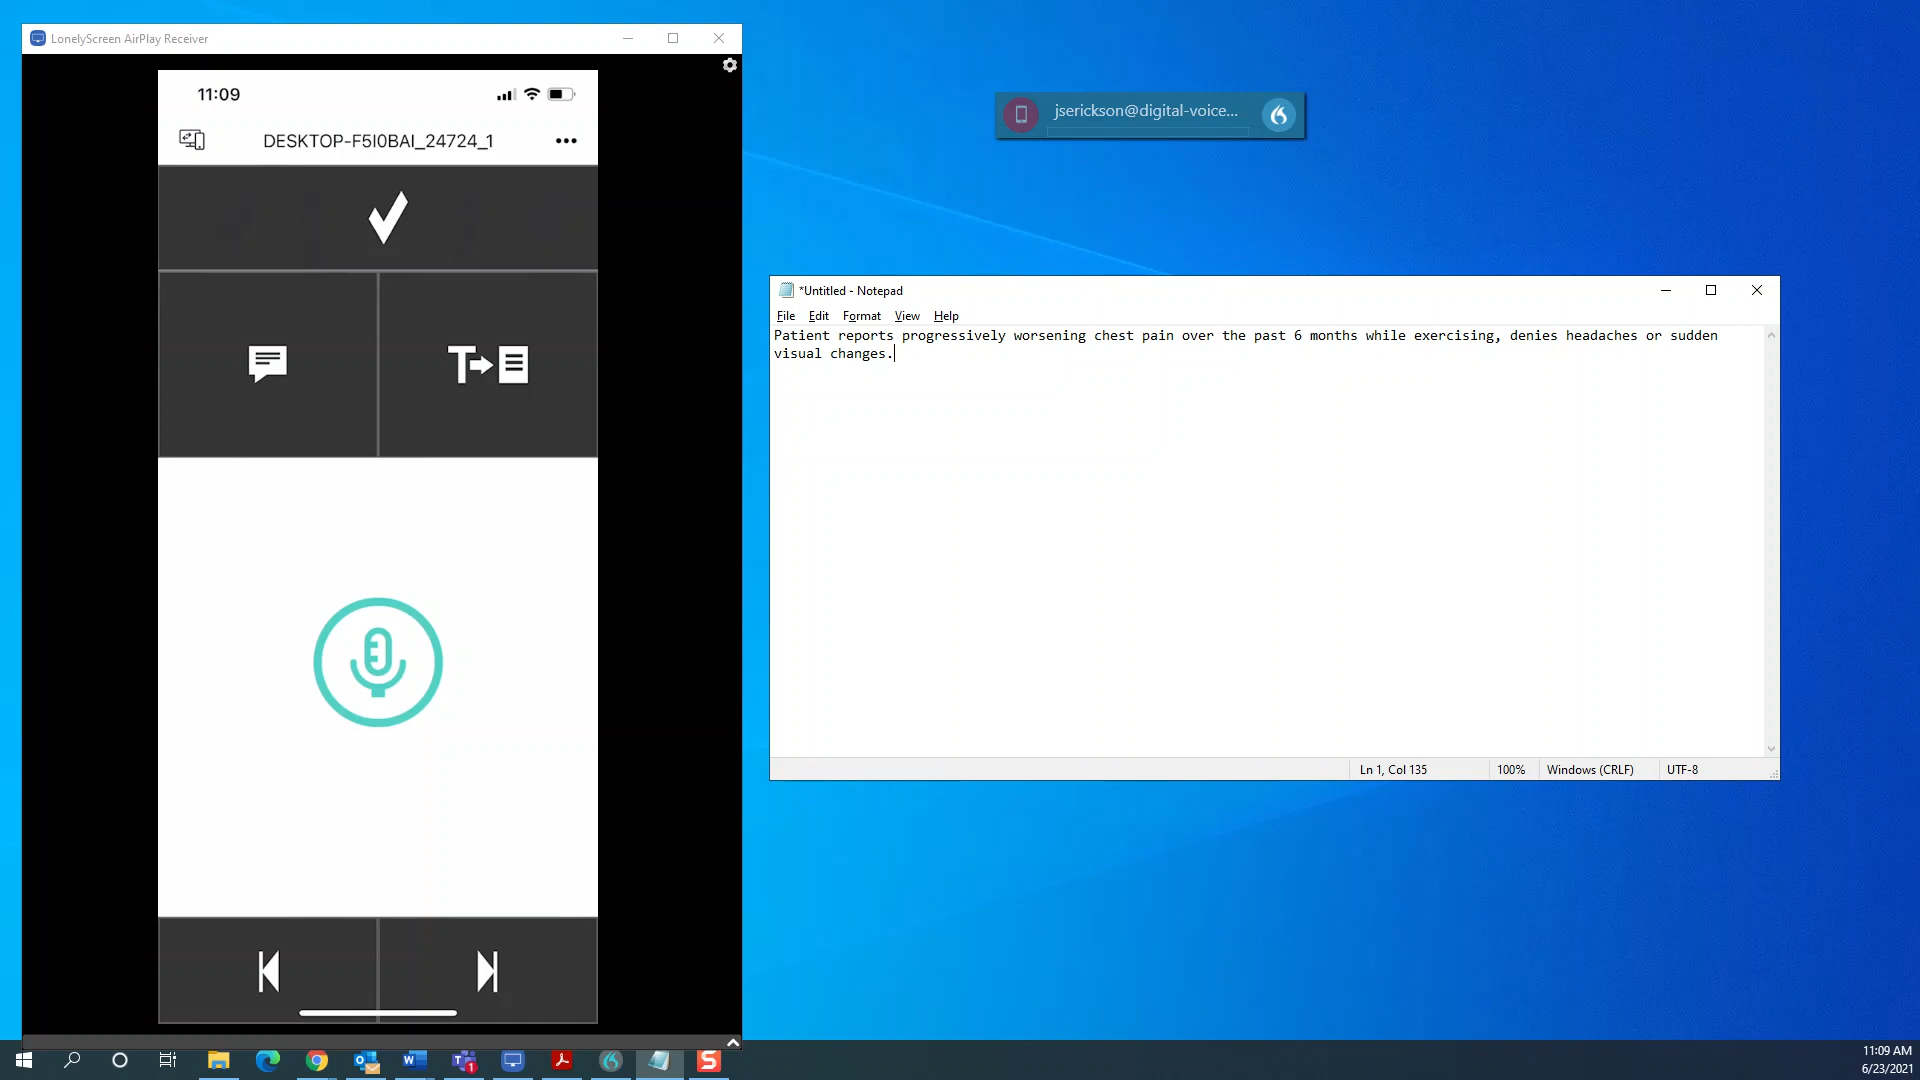 LonelyScreen AirPlay Receiver
11:09
DESKTOP-F5I0BAI_24724_1
jserickson@digital-voice...
*Untitled - Notepad
File Edit Format View Help
Patient reports progressively worsening chest pain over the past 6 months while exercising, denies headaches or sudden
visual changes.
Ln 1, Col 135
100%
Windows (CRLF)
UTF-8
11:09 AM
6/23/2021